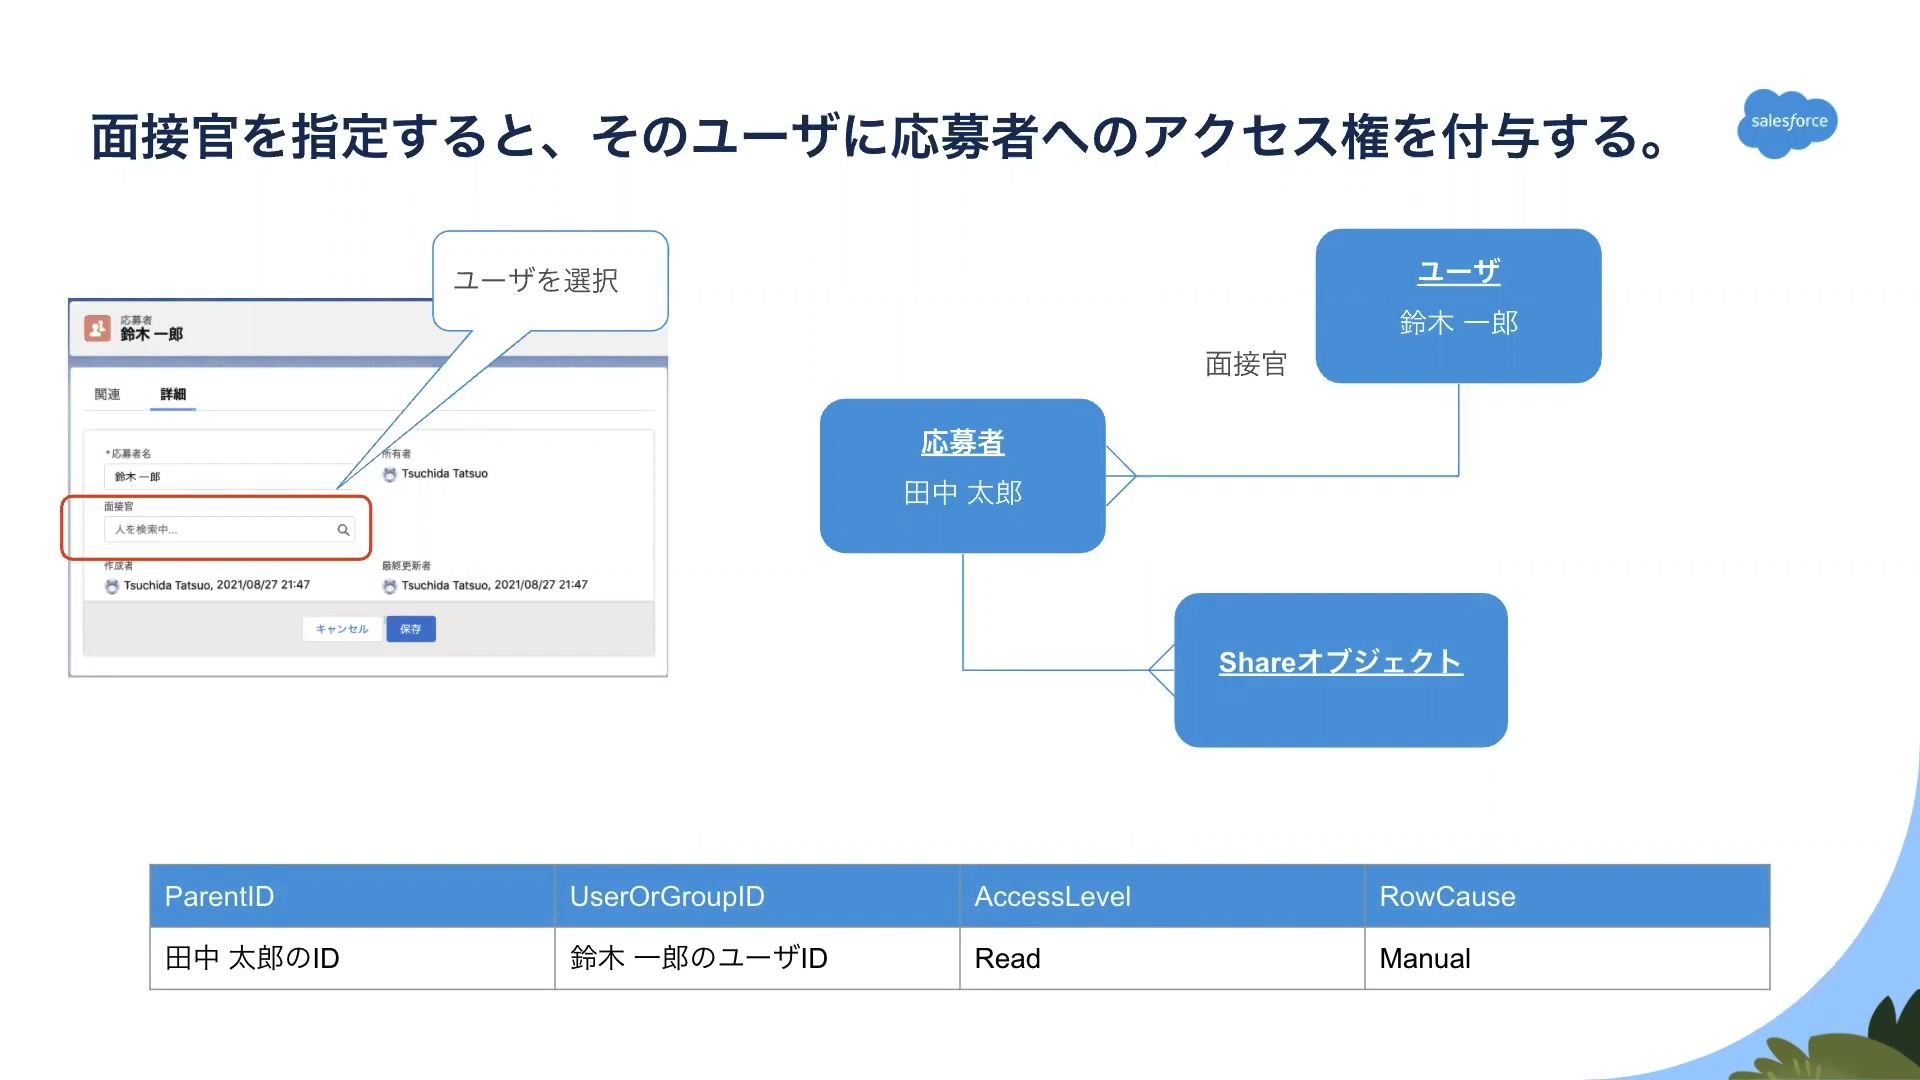 面接官を指定すると、そのユーザに応募者へのアクセス権を付与する。
salesforce
ユーザを選択
応募者
鈴木 一郎
関連
詳細
*応募者名
鈴木 一郎
所有者
Tsuchida Tatsuo
面接官
人を検索中...
作成者
Tsuchida Tatsuo, 2021/08/27 21:47
最終更新者
Tsuchida Tatsuo, 2021/08/27 21:47
キャンセル
保存
ユーザ
鈴木 一郎
面接官
応募者
田中 太郎
Shareオブジェクト
ParentID
UserOrGroupID
AccessLevel
RowCause
田中 太郎のID
鈴木 一郎のユーザID
Read
Manual